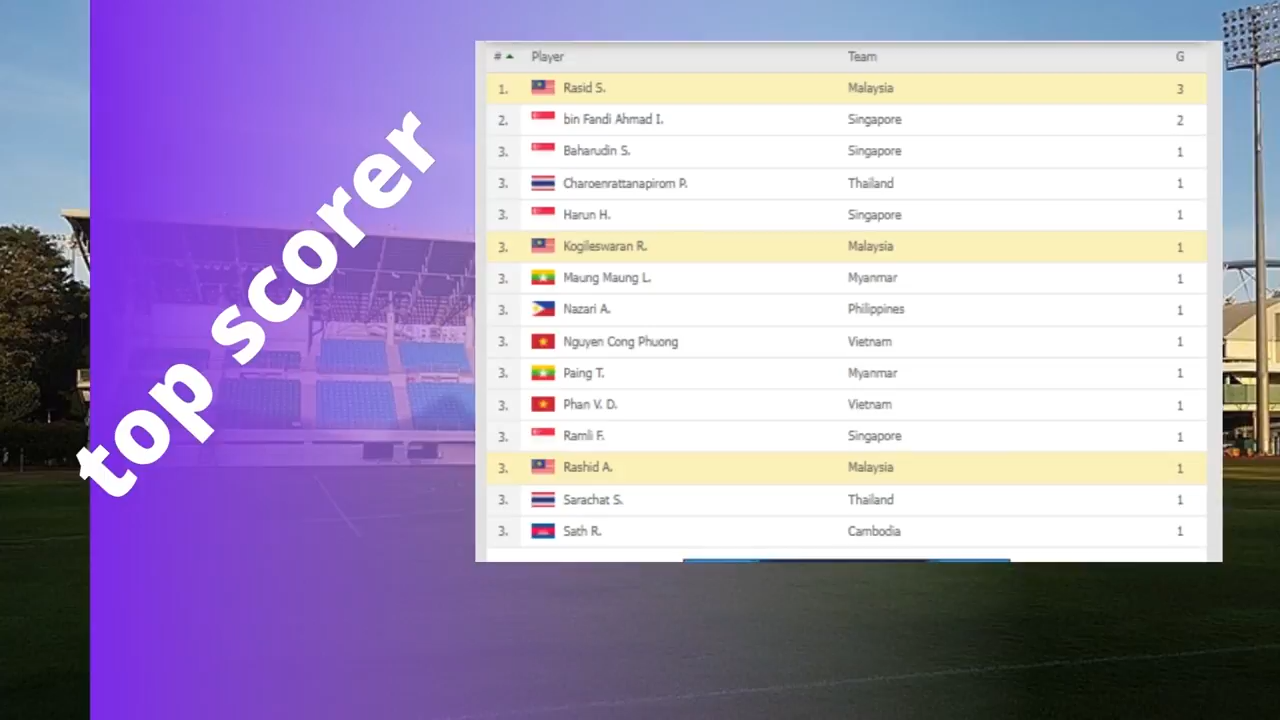 top scorer
# Player Team G
1. Rasid S. Malaysia 3
2. bin Fandi Ahmad I. Singapore 2
3. Baharudin S. Singapore 1
3. Charoenrattanapirom P. Thailand 1
3. Harun H. Singapore 1
3. Kogileswaran R. Malaysia 1
3. Maung Maung L. Myanmar 1
3. Nazari A. Philippines 1
3. Nguyen Cong Phuong Vietnam 1
3. Paing T. Myanmar 1
3. Phan V. D. Vietnam 1
3. Ramli F. Singapore 1
3. Rashid A. Malaysia 1
3. Sarachat S. Thailand 1
3. Sath R. Cambodia 1